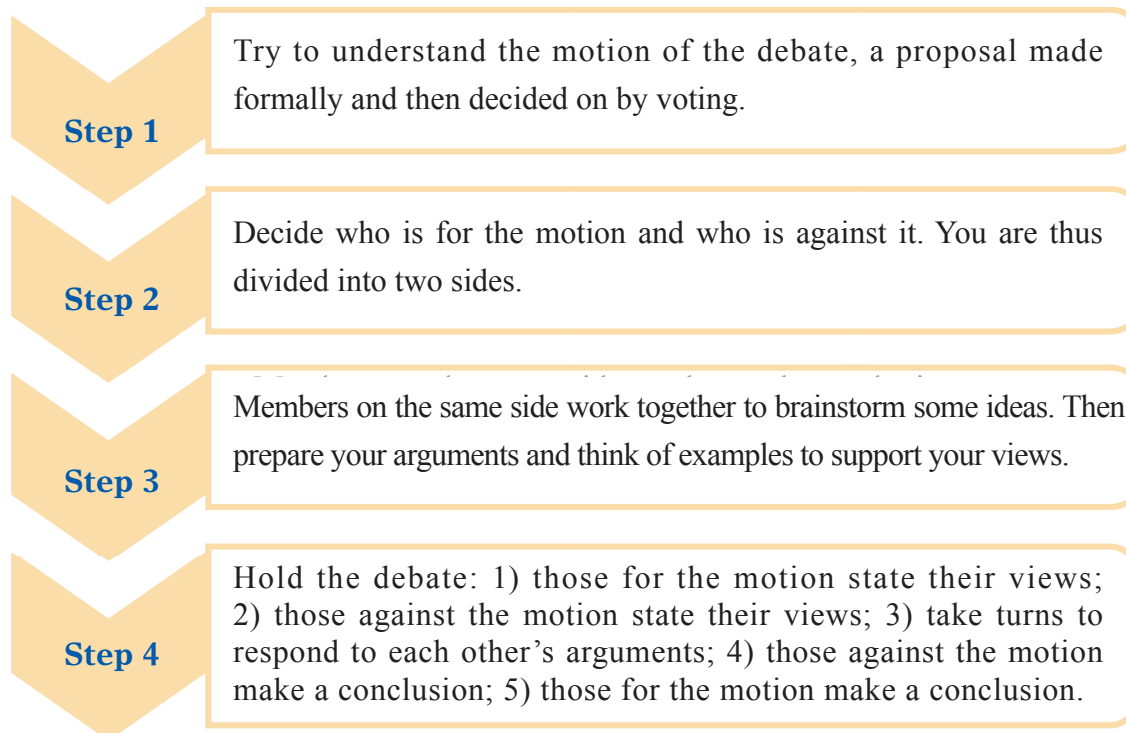 Step 1
Try to understand the motion of the debate, a proposal made
formally and then decided on by voting.
Step 2
Decide who is for the motion and who is against it. You are thus
divided into two sides.
Step 3
Members on the same side work together to brainstorm some ideas. Then
prepare your arguments and think of examples to support your views.
Step 4
Hold the debate: 1) those for the motion state their views;
2) those against the motion state their views; 3) take turns to
respond to each other’s arguments; 4) those against the motion
make a conclusion; 5) those for the motion make a conclusion.